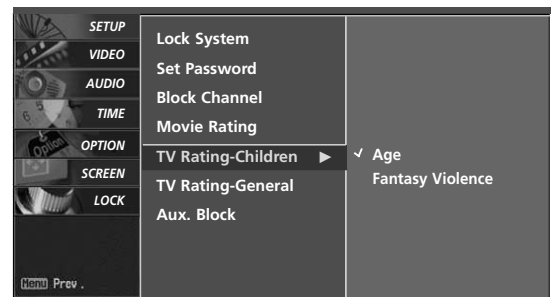 SETUP
VIDEO
AUDIO
TIME
OPTION
SCREEN
LOCK
Menu Prev.
Lock System
Set Password
Block Channel
Movie Rating
TV Rating-Children ►
TV Rating-General
Aux. Block
✓ Age
Fantasy Violence